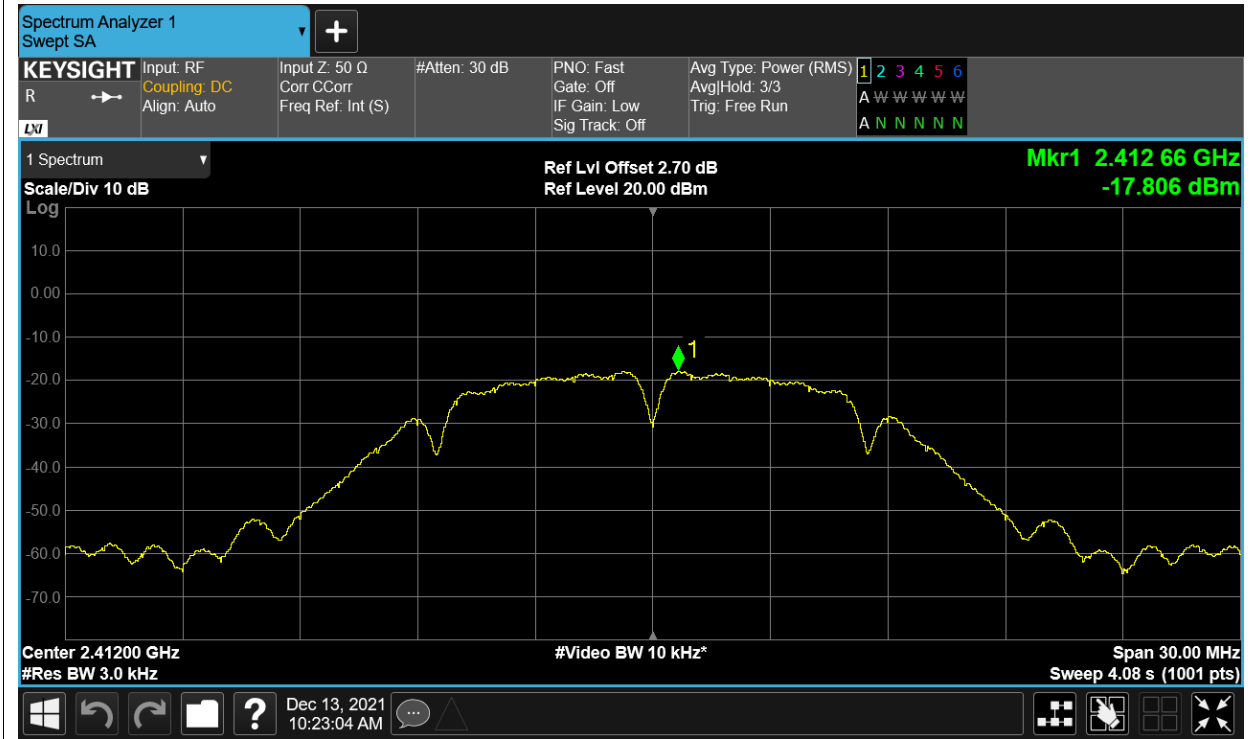 Spectrum Analyzer 1
Swept SA
▼
+
KEYSIGHT
R
LXI
Input: RF
Coupling: DC
Align: Auto
Input Z: 50 Ω
Corr CCorr
Freq Ref: Int (S)
#Atten: 30 dB
PNO: Fast
Gate: Off
IF Gain: Low
Sig Track: Off
Avg Type: Power (RMS)
Avg|Hold: 3/3
Trig: Free Run
1 2 3 4 5 6
A W W W W W
A N N N N N
1 Spectrum ▼
Scale/Div 10 dB
Log
Ref Lvl Offset 2.70 dB
Ref Level 20.00 dBm
Mkr1 2.412 66 GHz
-17.806 dBm
10.0
0.00
-10.0
1
-20.0
-30.0
-40.0
-50.0
-60.0
-70.0
Center 2.41200 GHz
#Res BW 3.0 kHz
#Video BW 10 kHz*
Span 30.00 MHz
Sweep 4.08 s (1001 pts)
?
Dec 13, 2021
10:23:04 AM